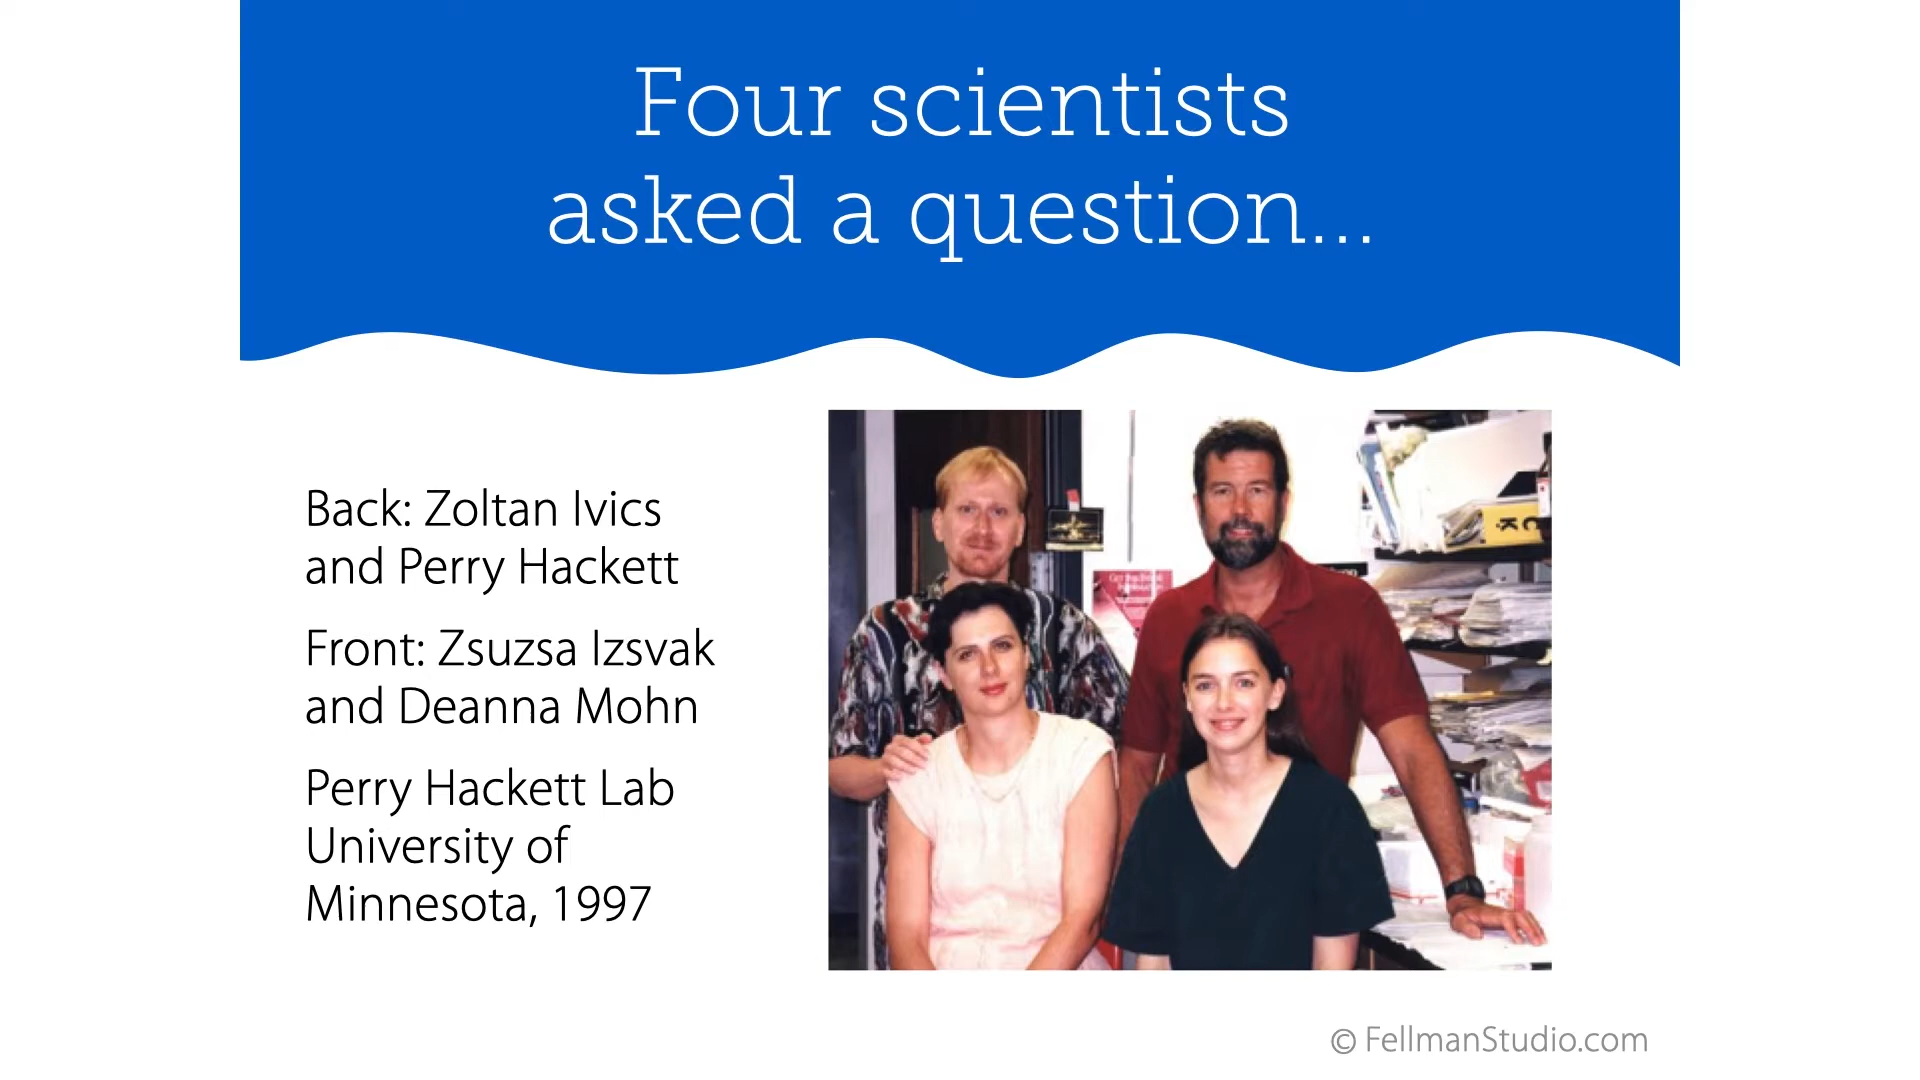 Four scientists
asked a question...
Back: Zoltan Ivics
and Perry Hackett
Front: Zsuzsa Izsvak
and Deanna Mohn
Perry Hackett Lab
University of
Minnesota, 1997
© FellmanStudio.com